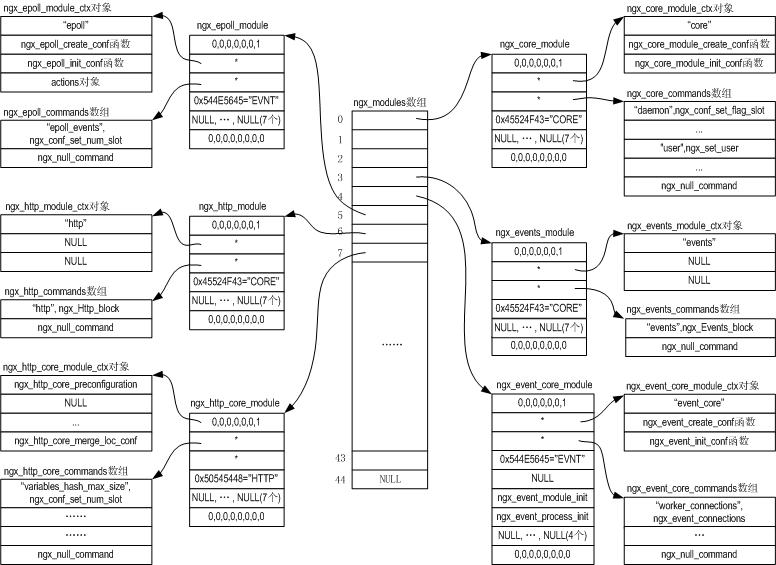 ngx_epoll_module_ctx对象
"epoll"
ngx_epoll_create_conf函数
ngx_epoll_init_conf函数
actions对象
ngx_epoll_commands数组
"epoll_events",
ngx_conf_set_num_slot
ngx_null_command
ngx_epoll_module
0,0,0,0,0,0,1
*
*
0x544E5645="EVNT"
NULL, … , NULL(7个)
0,0,0,0,0,0,0,0
ngx_http_module_ctx对象
"http"
NULL
NULL
ngx_http_commands数组
"http", ngx_Http_block
ngx_null_command
ngx_http_module
0,0,0,0,0,0,1
*
*
0x45524F43="CORE"
NULL, … , NULL(7个)
0,0,0,0,0,0,0,0
ngx_http_core_module_ctx对象
ngx_http_core_preconfiguration
NULL
...
ngx_http_core_merge_loc_conf
ngx_http_core_commands数组
"variables_hash_max_size",
ngx_conf_set_num_slot
……
……
ngx_null_command
ngx_http_core_module
0,0,0,0,0,0,1
*
*
0x50545448="HTTP"
NULL, … , NULL(7个)
0,0,0,0,0,0,0,0
ngx_modules数组
0
1
2
3
4
5
6
7
……
43
44
NULL
ngx_core_module
0,0,0,0,0,0,1
*
*
0x45524F43="CORE"
NULL, … , NULL(7个)
0,0,0,0,0,0,0,0
ngx_core_module_ctx对象
"core"
ngx_core_module_create_conf函数
ngx_core_module_init_conf函数
ngx_core_commands数组
"daemon",ngx_conf_set_flag_slot
...
"user",ngx_set_user
...
ngx_null_command
ngx_events_module
0,0,0,0,0,0,1
*
*
0x45524F43="CORE"
NULL, … , NULL(7个)
0,0,0,0,0,0,0,0
ngx_events_module_ctx对象
"events"
NULL
NULL
ngx_events_commands数组
"events",ngx_Events_block
ngx_null_command
ngx_event_core_module
0,0,0,0,0,0,1
*
*
0x544E5645="EVNT"
NULL
ngx_event_module_init
ngx_event_process_init
NULL, … , NULL(4个)
0,0,0,0,0,0,0,0
ngx_event_core_module_ctx对象
"event_core"
ngx_event_create_conf函数
ngx_event_init_conf函数
ngx_event_core_commands数组
"worker_connections",
ngx_event_connections
…
ngx_null_command